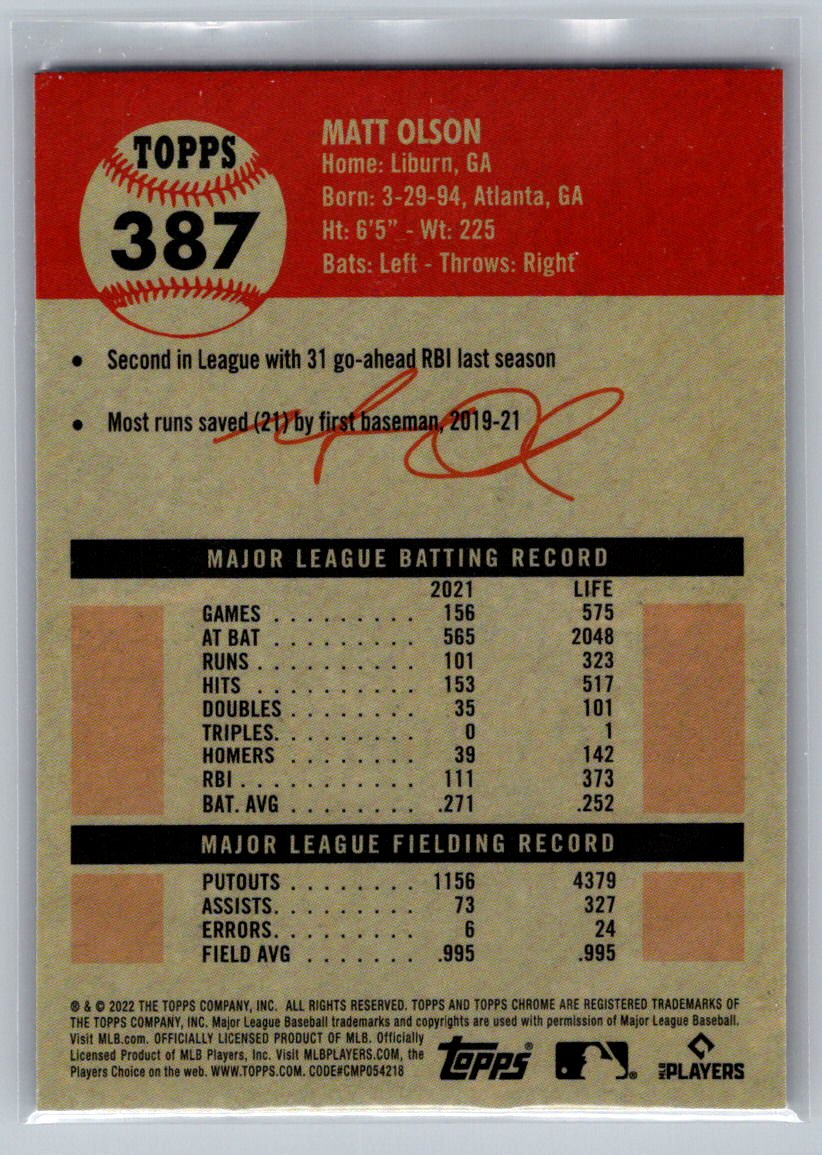 TOPPS
387
MATT OLSON
Home: Liburn, GA
Born: 3-29-94, Atlanta, GA
Ht: 6'5" - Wt: 225
Bats: Left - Throws: Right
• Second in League with 31 go-ahead RBI last season
• Most runs saved (21) by first baseman, 2019-21
MAJOR LEAGUE BATTING RECORD
2021 LIFE
GAMES . . . . . . . . . 156 575
AT BAT . . . . . . . . . 565 2048
RUNS . . . . . . . . . . 101 323
HITS . . . . . . . . . . 153 517
DOUBLES . . . . . . . . 35 101
TRIPLES. . . . . . . . . 0 1
HOMERS . . . . . . . . . 39 142
RBI . . . . . . . . . . . 111 373
BAT. AVG . . . . . . . . .271 .252
MAJOR LEAGUE FIELDING RECORD
PUTOUTS . . . . . . . . 1156 4379
ASSISTS. . . . . . . . . 73 327
ERRORS. . . . . . . . . 6 24
FIELD AVG . . . . . . . .995 .995
® & © 2022 THE TOPPS COMPANY, INC. ALL RIGHTS RESERVED. TOPPS AND TOPPS CHROME ARE REGISTERED TRADEMARKS OF
THE TOPPS COMPANY, INC. Major League Baseball trademarks and copyrights are used with permission of Major League Baseball.
Visit MLB.com. OFFICIALLY LICENSED PRODUCT OF MLB. Officially
Licensed Product of MLB Players, Inc. Visit MLBPLAYERS.COM, the
Players Choice on the web. WWW.TOPPS.COM. CODE#CMP054218
Topps® ® MLB PLAYERS